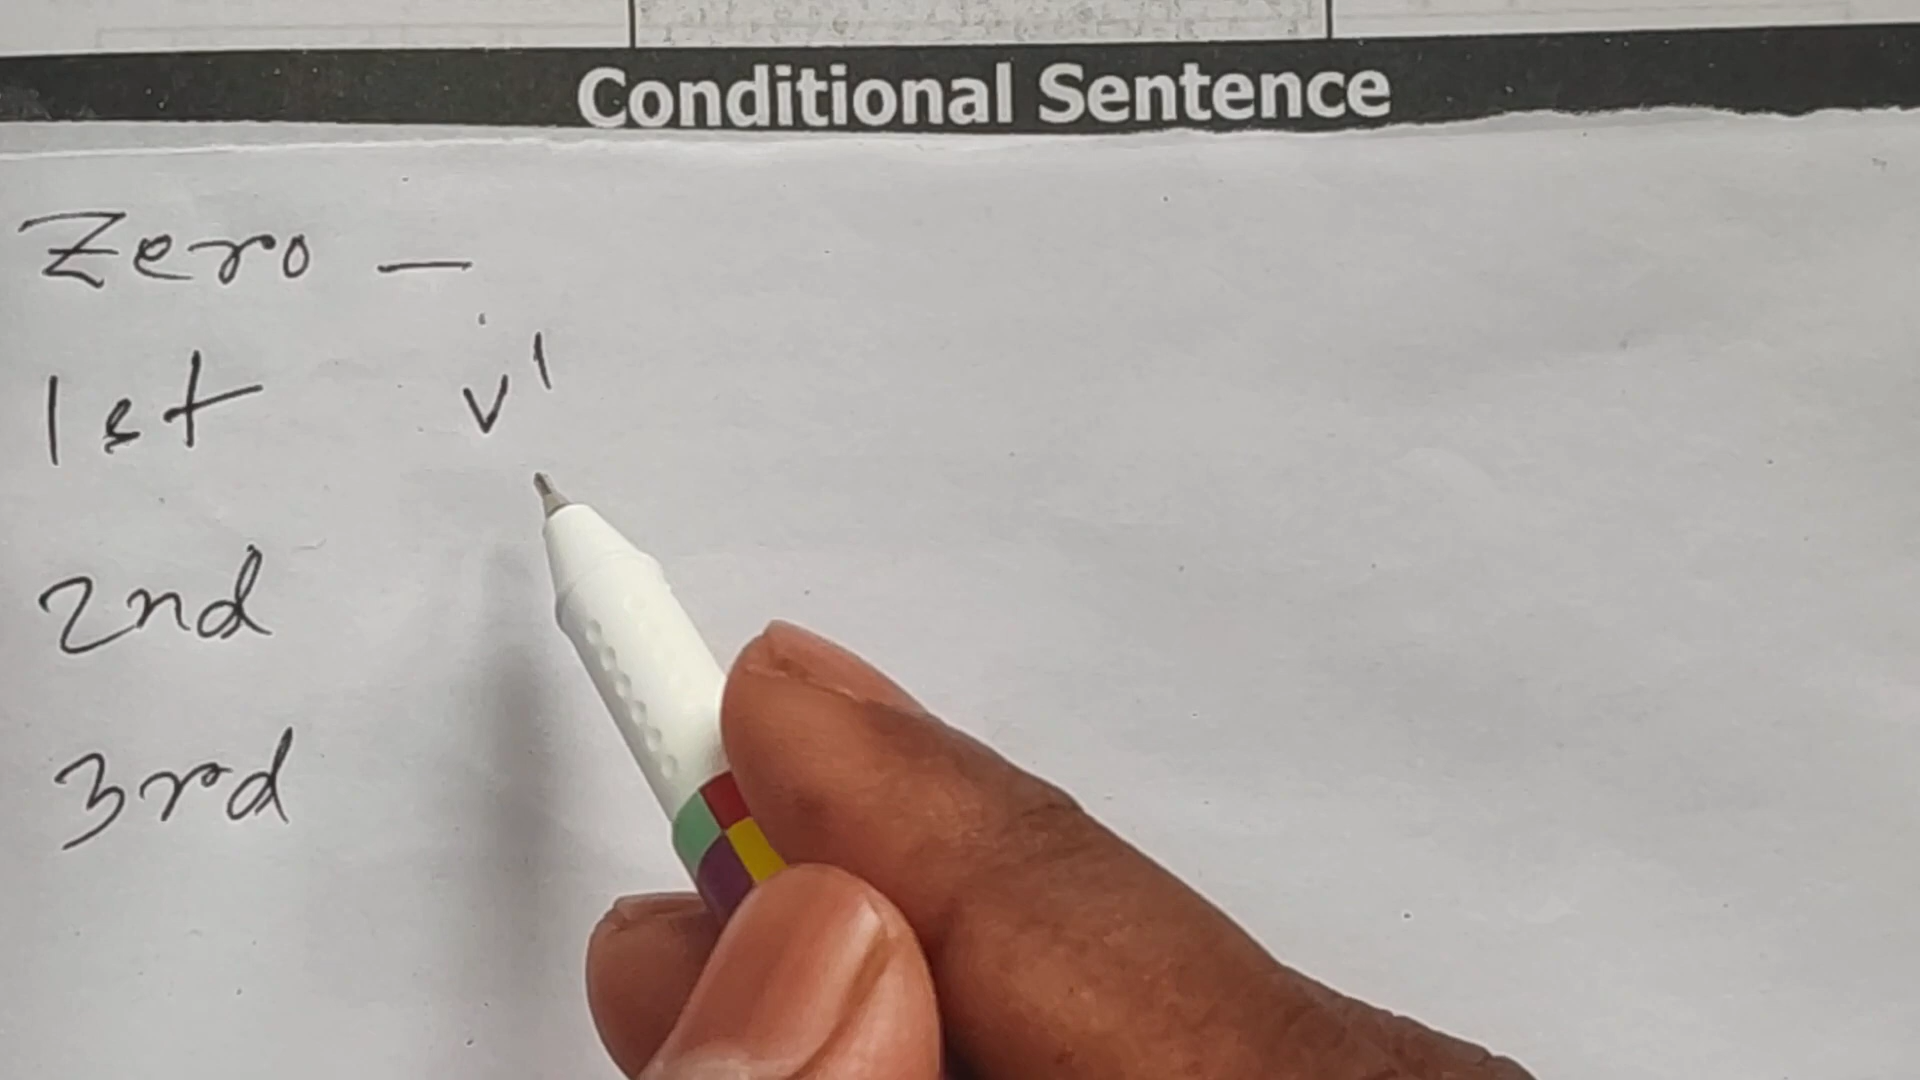 Conditional Sentence
Zero –
1st v1
2nd
3rd